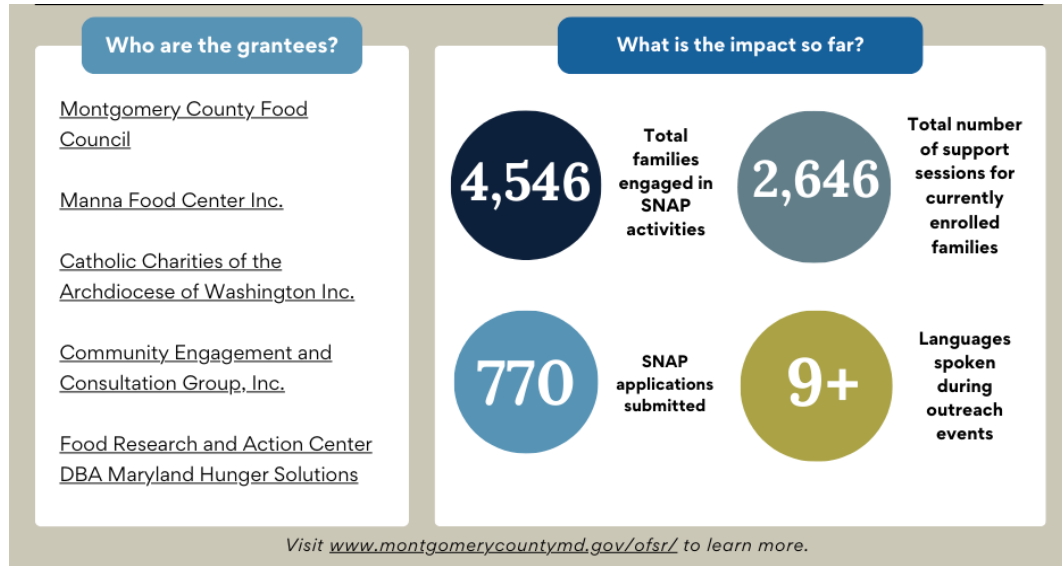 Who are the grantees?
Montgomery County Food
Council
Manna Food Center Inc.
Catholic Charities of the
Archdiocese of Washington Inc.
Community Engagement and
Consultation Group, Inc.
Food Research and Action Center
DBA Maryland Hunger Solutions
What is the impact so far?
4,546
Total
families
engaged in
SNAP
activities
2,646
Total number
of support
sessions for
currently
enrolled
families
770
SNAP
applications
submitted
9+
Languages
spoken
during
outreach
events
Visit www.montgomerycountymd.gov/ofsr/ to learn more.